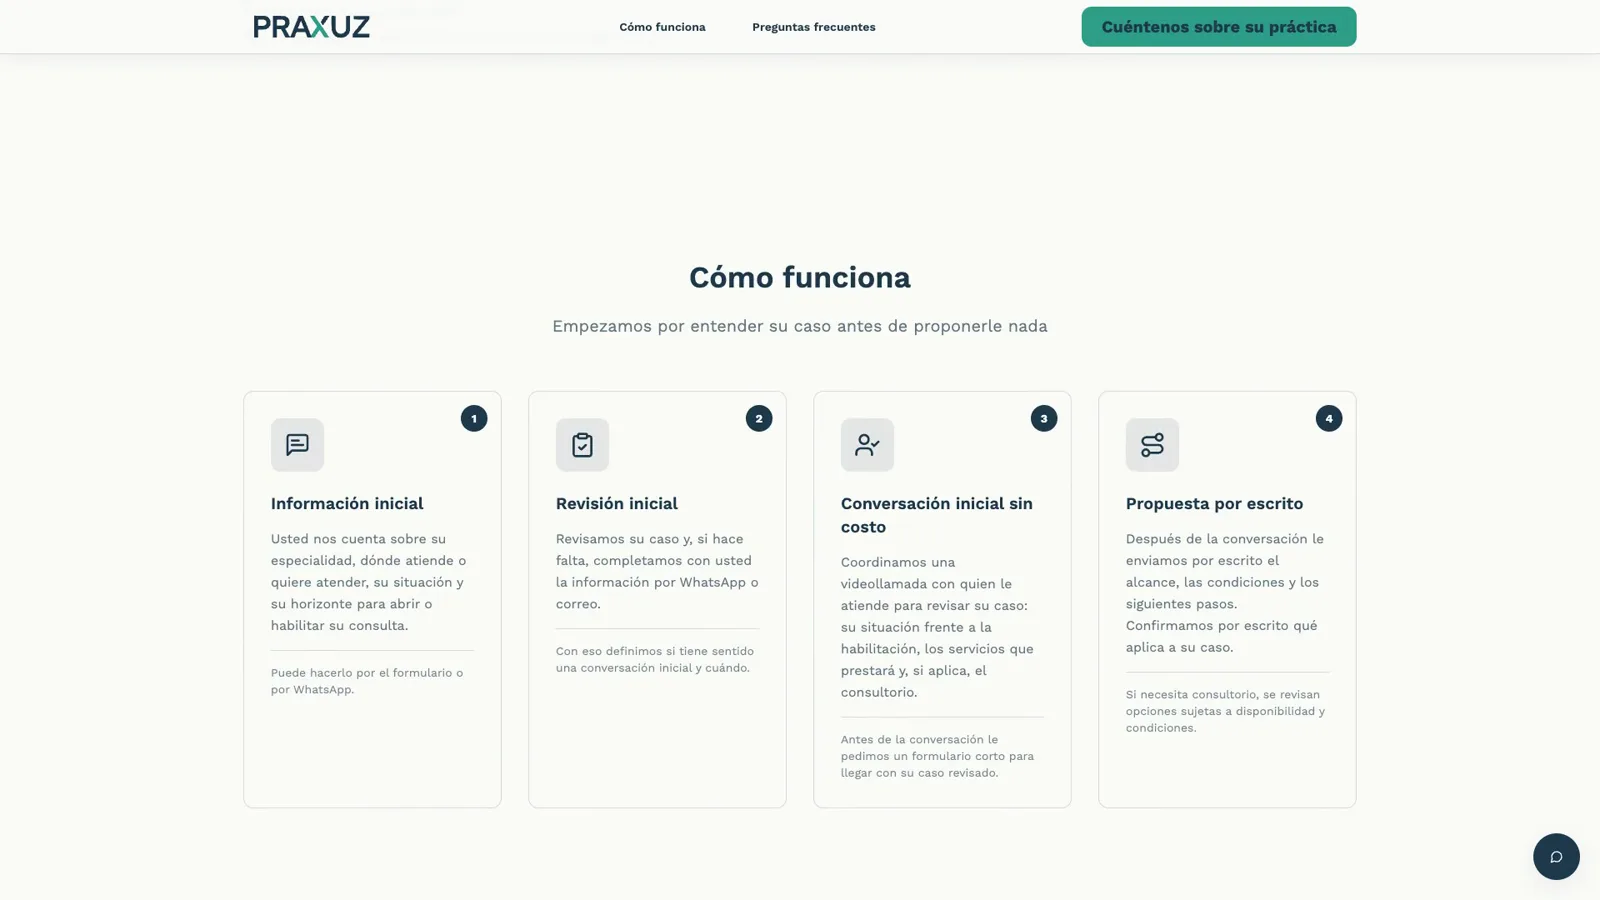 PRAXUZ
Cómo funciona
Preguntas frecuentes
Cuéntenos sobre su práctica
Cómo funciona
Empezamos por entender su caso antes de proponerle nada
1
Información inicial
Usted nos cuenta sobre su
especialidad, dónde atiende o
quiere atender, su situación y
su horizonte para abrir o
habilitar su consulta.
Puede hacerlo por el formulario o
por WhatsApp.
2
Revisión inicial
Revisamos su caso y, si hace
falta, completamos con usted
la información por WhatsApp o
correo.
Con eso definimos si tiene sentido
una conversación inicial y cuándo.
3
Conversación inicial sin
costo
Coordinamos una
videollamada con quien le
atiende para revisar su caso:
su situación frente a la
habilitación, los servicios que
prestará y, si aplica, el
consultorio.
Antes de la conversación le
pedimos un formulario corto para
llegar con su caso revisado.
4
Propuesta por escrito
Después de la conversación le
enviamos por escrito el
alcance, las condiciones y los
siguientes pasos.
Confirmamos por escrito qué
aplica a su caso.
Si necesita consultorio, se revisan
opciones sujetas a disponibilidad y
condiciones.